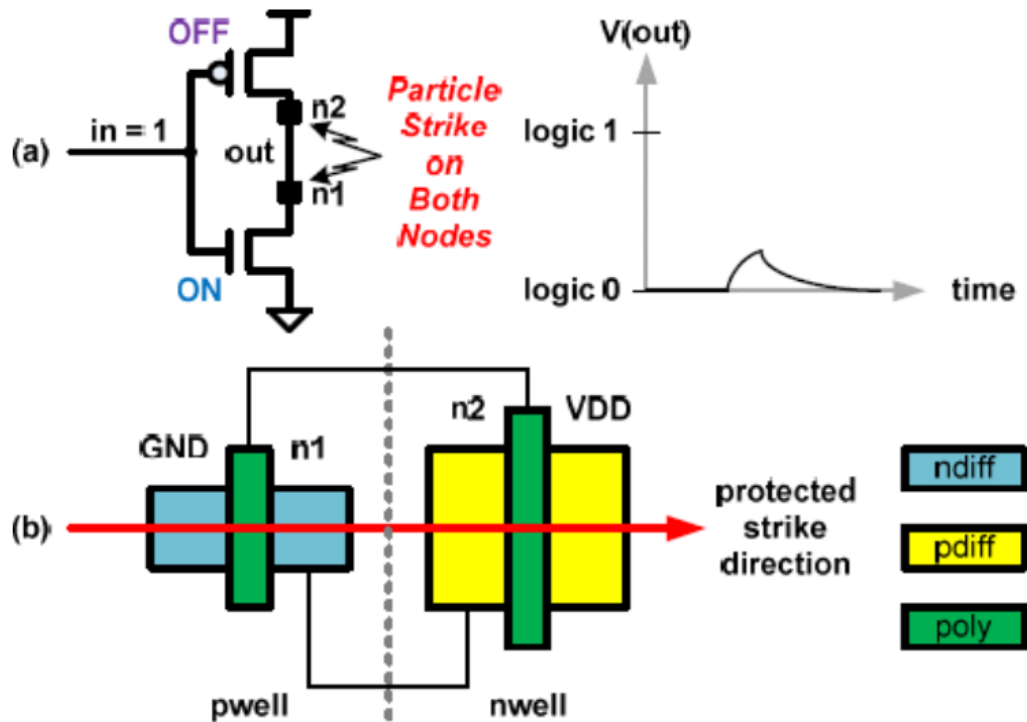 OFF
V(out)
n2
Particle
Strike
on
Both
Nodes
in = 1
logic 1
(a)
out
n1
ON
logic 0
time
n2
VDD
GND
n1
ndiff
(b)
protected
strike
direction
pdiff
poly
pwell
nwell